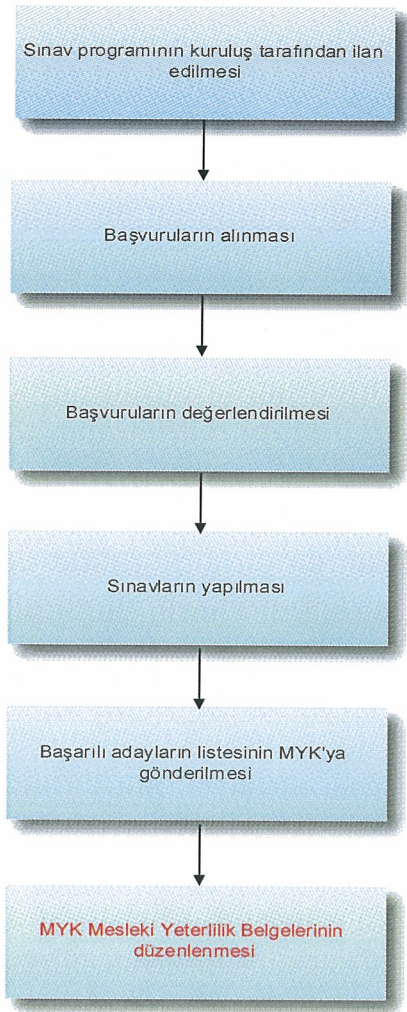 Sınav programının kuruluş tarafından ilan
edilmesi
Başvuruların alınması
Başvuruların değerlendirilmesi
Sınavların yapılması
Başarılı adayların listesinin MYK'ya
gönderilmesi
MYK Mesleki Yeterlilik Belgelerinin
düzenlenmesi